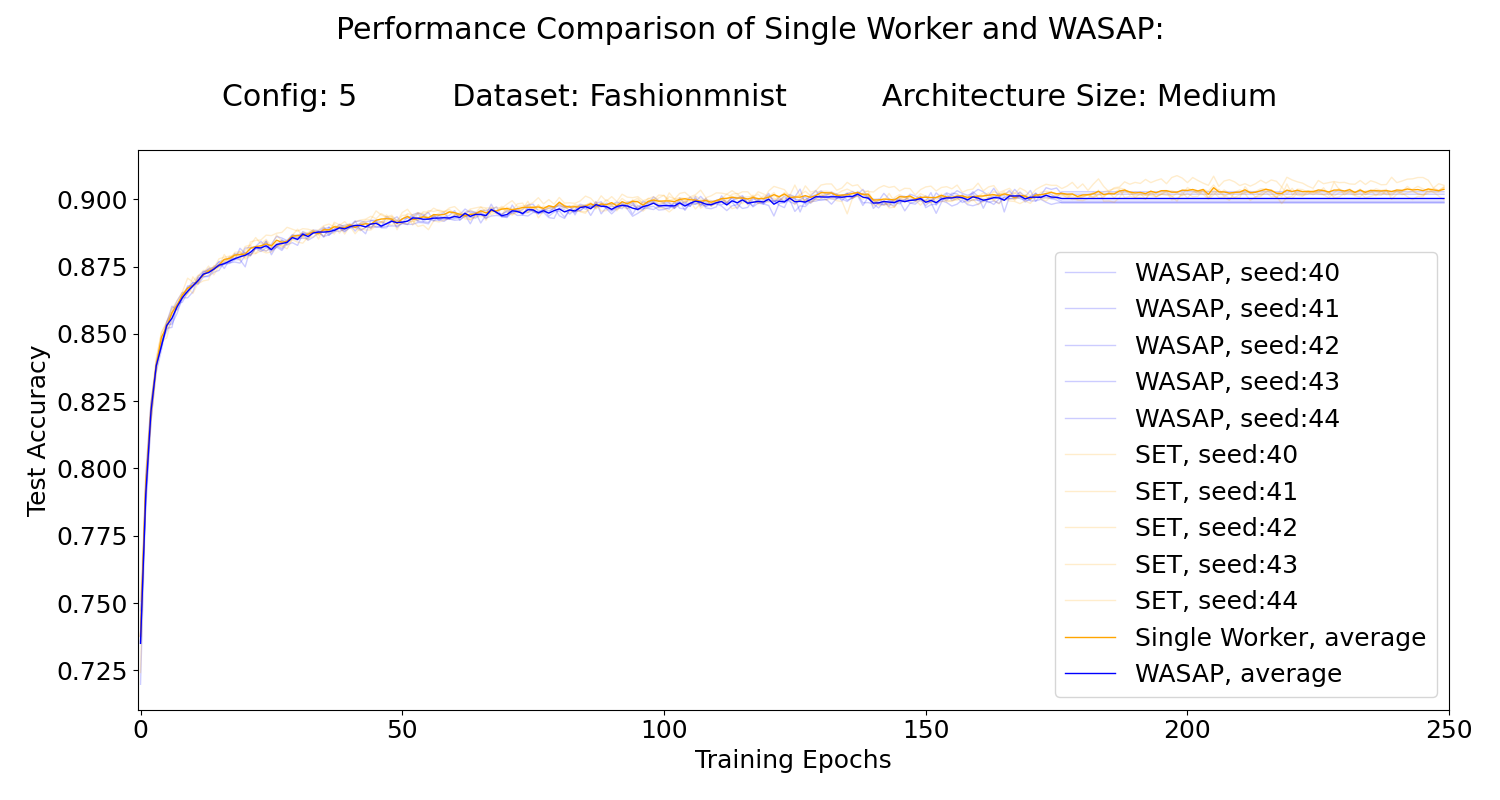 Performance Comparison of Single Worker and WASAP:
Config: 5 Dataset: Fashionmnist Architecture Size: Medium
Test Accuracy
0.900
0.875
0.850
0.825
0.800
0.775
0.750
0.725
WASAP, seed:40
WASAP, seed:41
WASAP, seed:42
WASAP, seed:43
WASAP, seed:44
SET, seed:40
SET, seed:41
SET, seed:42
SET, seed:43
SET, seed:44
Single Worker, average
WASAP, average
0 50 100 150 200 250
Training Epochs